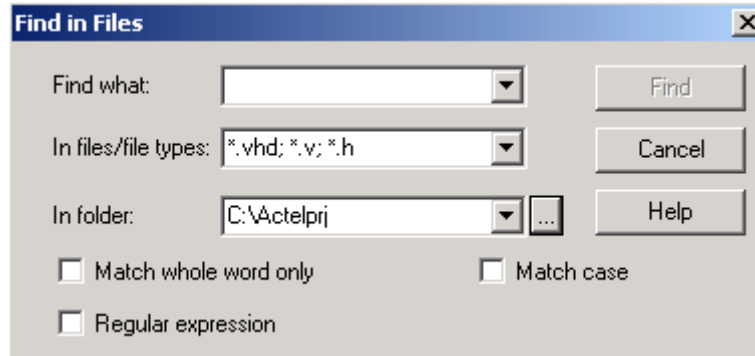 Find in Files
Find what:
Find
In files/file types: *.vhd; *.v; *.h
Cancel
In folder: C:\Actelprj ...
Help
Match whole word only Match case
Regular expression